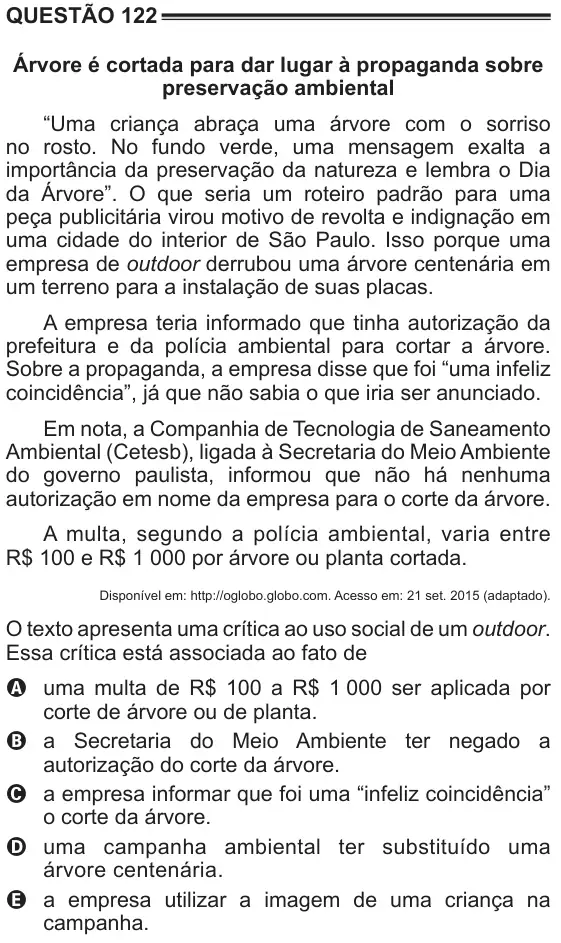 QUESTÃO 122
Árvore é cortada para dar lugar à propaganda sobre
preservação ambiental
“Uma criança abraça uma árvore com o sorriso
no rosto. No fundo verde, uma mensagem exalta a
importância da preservação da natureza e lembra o Dia
da Árvore”. O que seria um roteiro padrão para uma
peça publicitária virou motivo de revolta e indignação em
uma cidade do interior de São Paulo. Isso porque uma
empresa de outdoor derrubou uma árvore centenária em
um terreno para a instalação de suas placas.
A empresa teria informado que tinha autorização da
prefeitura e da polícia ambiental para cortar a árvore.
Sobre a propaganda, a empresa disse que foi “uma infeliz
coincidência”, já que não sabia o que iria ser anunciado.
Em nota, a Companhia de Tecnologia de Saneamento
Ambiental (Cetesb), ligada à Secretaria do Meio Ambiente
do governo paulista, informou que não há nenhuma
autorização em nome da empresa para o corte da árvore.
A multa, segundo a polícia ambiental, varia entre
R$ 100 e R$ 1 000 por árvore ou planta cortada.
Disponível em: http://oglobo.globo.com. Acesso em: 21 set. 2015 (adaptado).
O texto apresenta uma crítica ao uso social de um outdoor.
Essa crítica está associada ao fato de
A uma multa de R$ 100 a R$ 1 000 ser aplicada por
corte de árvore ou de planta.
B a Secretaria do Meio Ambiente ter negado a
autorização do corte da árvore.
C a empresa informar que foi uma “infeliz coincidência”
o corte da árvore.
D uma campanha ambiental ter substituído uma
árvore centenária.
E a empresa utilizar a imagem de uma criança na
campanha.